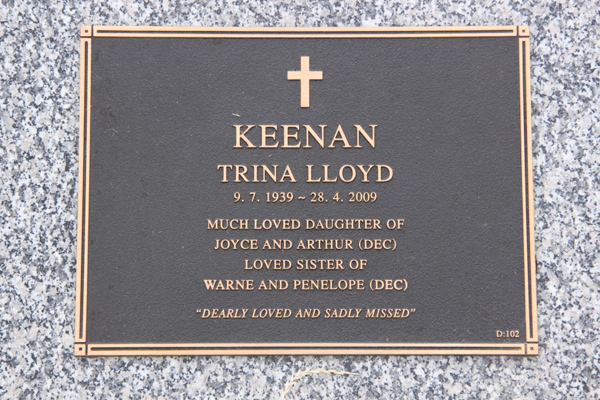 KEENAN
TRINA LLOYD
9. 7. 1939 ~ 28. 4. 2009
MUCH LOVED DAUGHTER OF
JOYCE AND ARTHUR (DEC)
LOVED SISTER OF
WARNE AND PENELOPE (DEC)
“DEARLY LOVED AND SADLY MISSED”
D:102